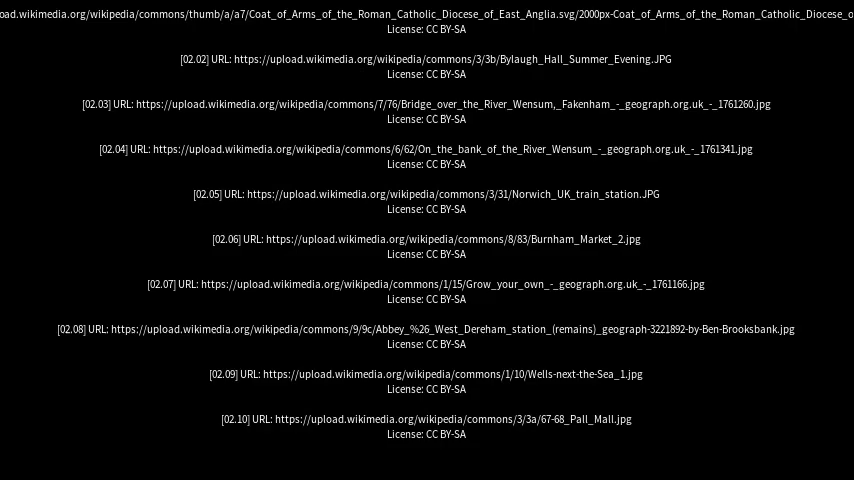 oad.wikimedia.org/wikipedia/commons/thumb/a/a7/Coat_of_Arms_of_the_Roman_Catholic_Diocese_of_East_Anglia.svg/2000px-Coat_of_Arms_of_the_Roman_Catholic_Diocese_o
License: CC BY-SA
[02.02] URL: https://upload.wikimedia.org/wikipedia/commons/3/3b/Bylaugh_Hall_Summer_Evening.JPG
License: CC BY-SA
[02.03] URL: https://upload.wikimedia.org/wikipedia/commons/7/76/Bridge_over_the_River_Wensum,_Fakenham_-_geograph.org.uk_-_1761260.jpg
License: CC BY-SA
[02.04] URL: https://upload.wikimedia.org/wikipedia/commons/6/62/On_the_bank_of_the_River_Wensum_-_geograph.org.uk_-_1761341.jpg
License: CC BY-SA
[02.05] URL: https://upload.wikimedia.org/wikipedia/commons/3/31/Norwich_UK_train_station.JPG
License: CC BY-SA
[02.06] URL: https://upload.wikimedia.org/wikipedia/commons/8/83/Burnham_Market_2.jpg
License: CC BY-SA
[02.07] URL: https://upload.wikimedia.org/wikipedia/commons/1/15/Grow_your_own_-_geograph.org.uk_-_1761166.jpg
License: CC BY-SA
[02.08] URL: https://upload.wikimedia.org/wikipedia/commons/9/9c/Abbey_%26_West_Dereham_station_(remains)_geograph-3221892-by-Ben-Brooksbank.jpg
License: CC BY-SA
[02.09] URL: https://upload.wikimedia.org/wikipedia/commons/1/10/Wells-next-the-Sea_1.jpg
License: CC BY-SA
[02.10] URL: https://upload.wikimedia.org/wikipedia/commons/3/3a/67-68_Pall_Mall.jpg
License: CC BY-SA